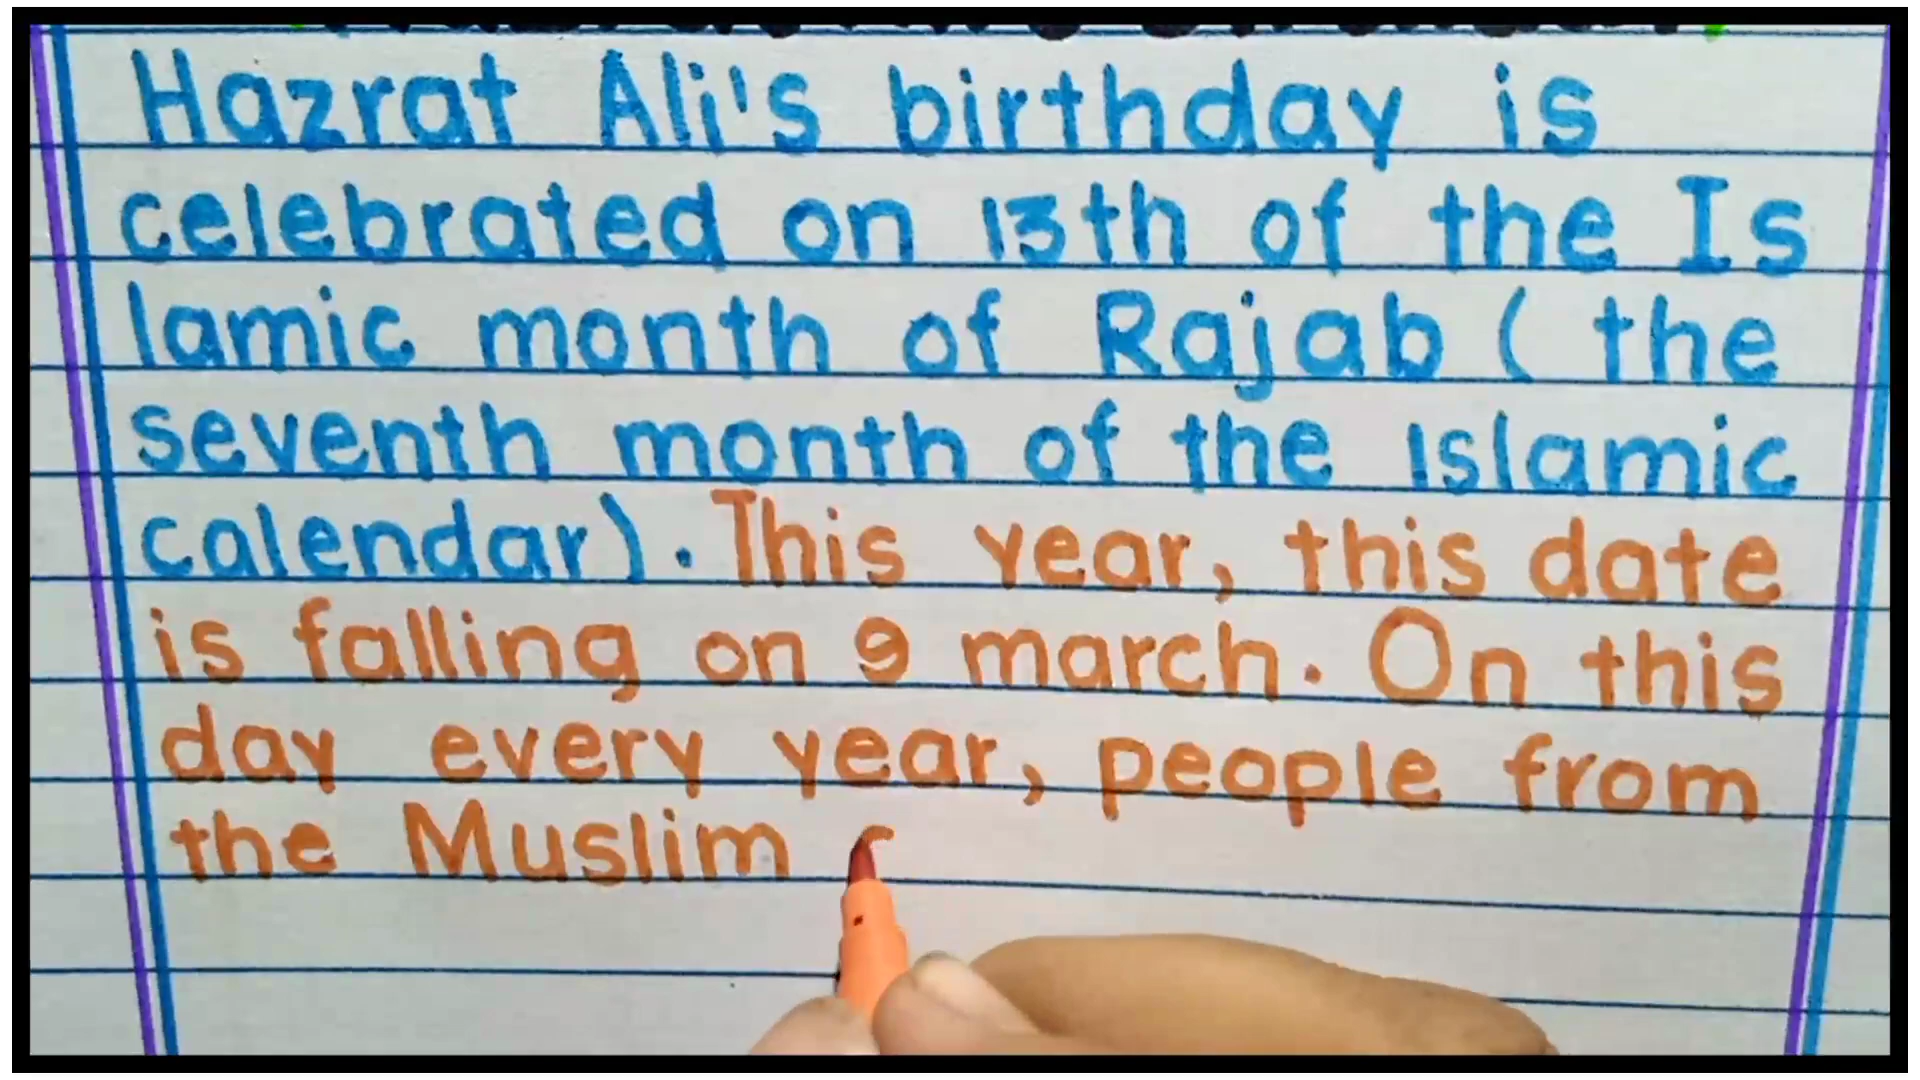 Hazrat Ali's birthday is
celebrated on 13th of the Is
lamic month of Rajab ( the
seventh month of the Islamic
calendar). This year, this date
is falling on 9 march. On this
day every year, people from
the Muslim